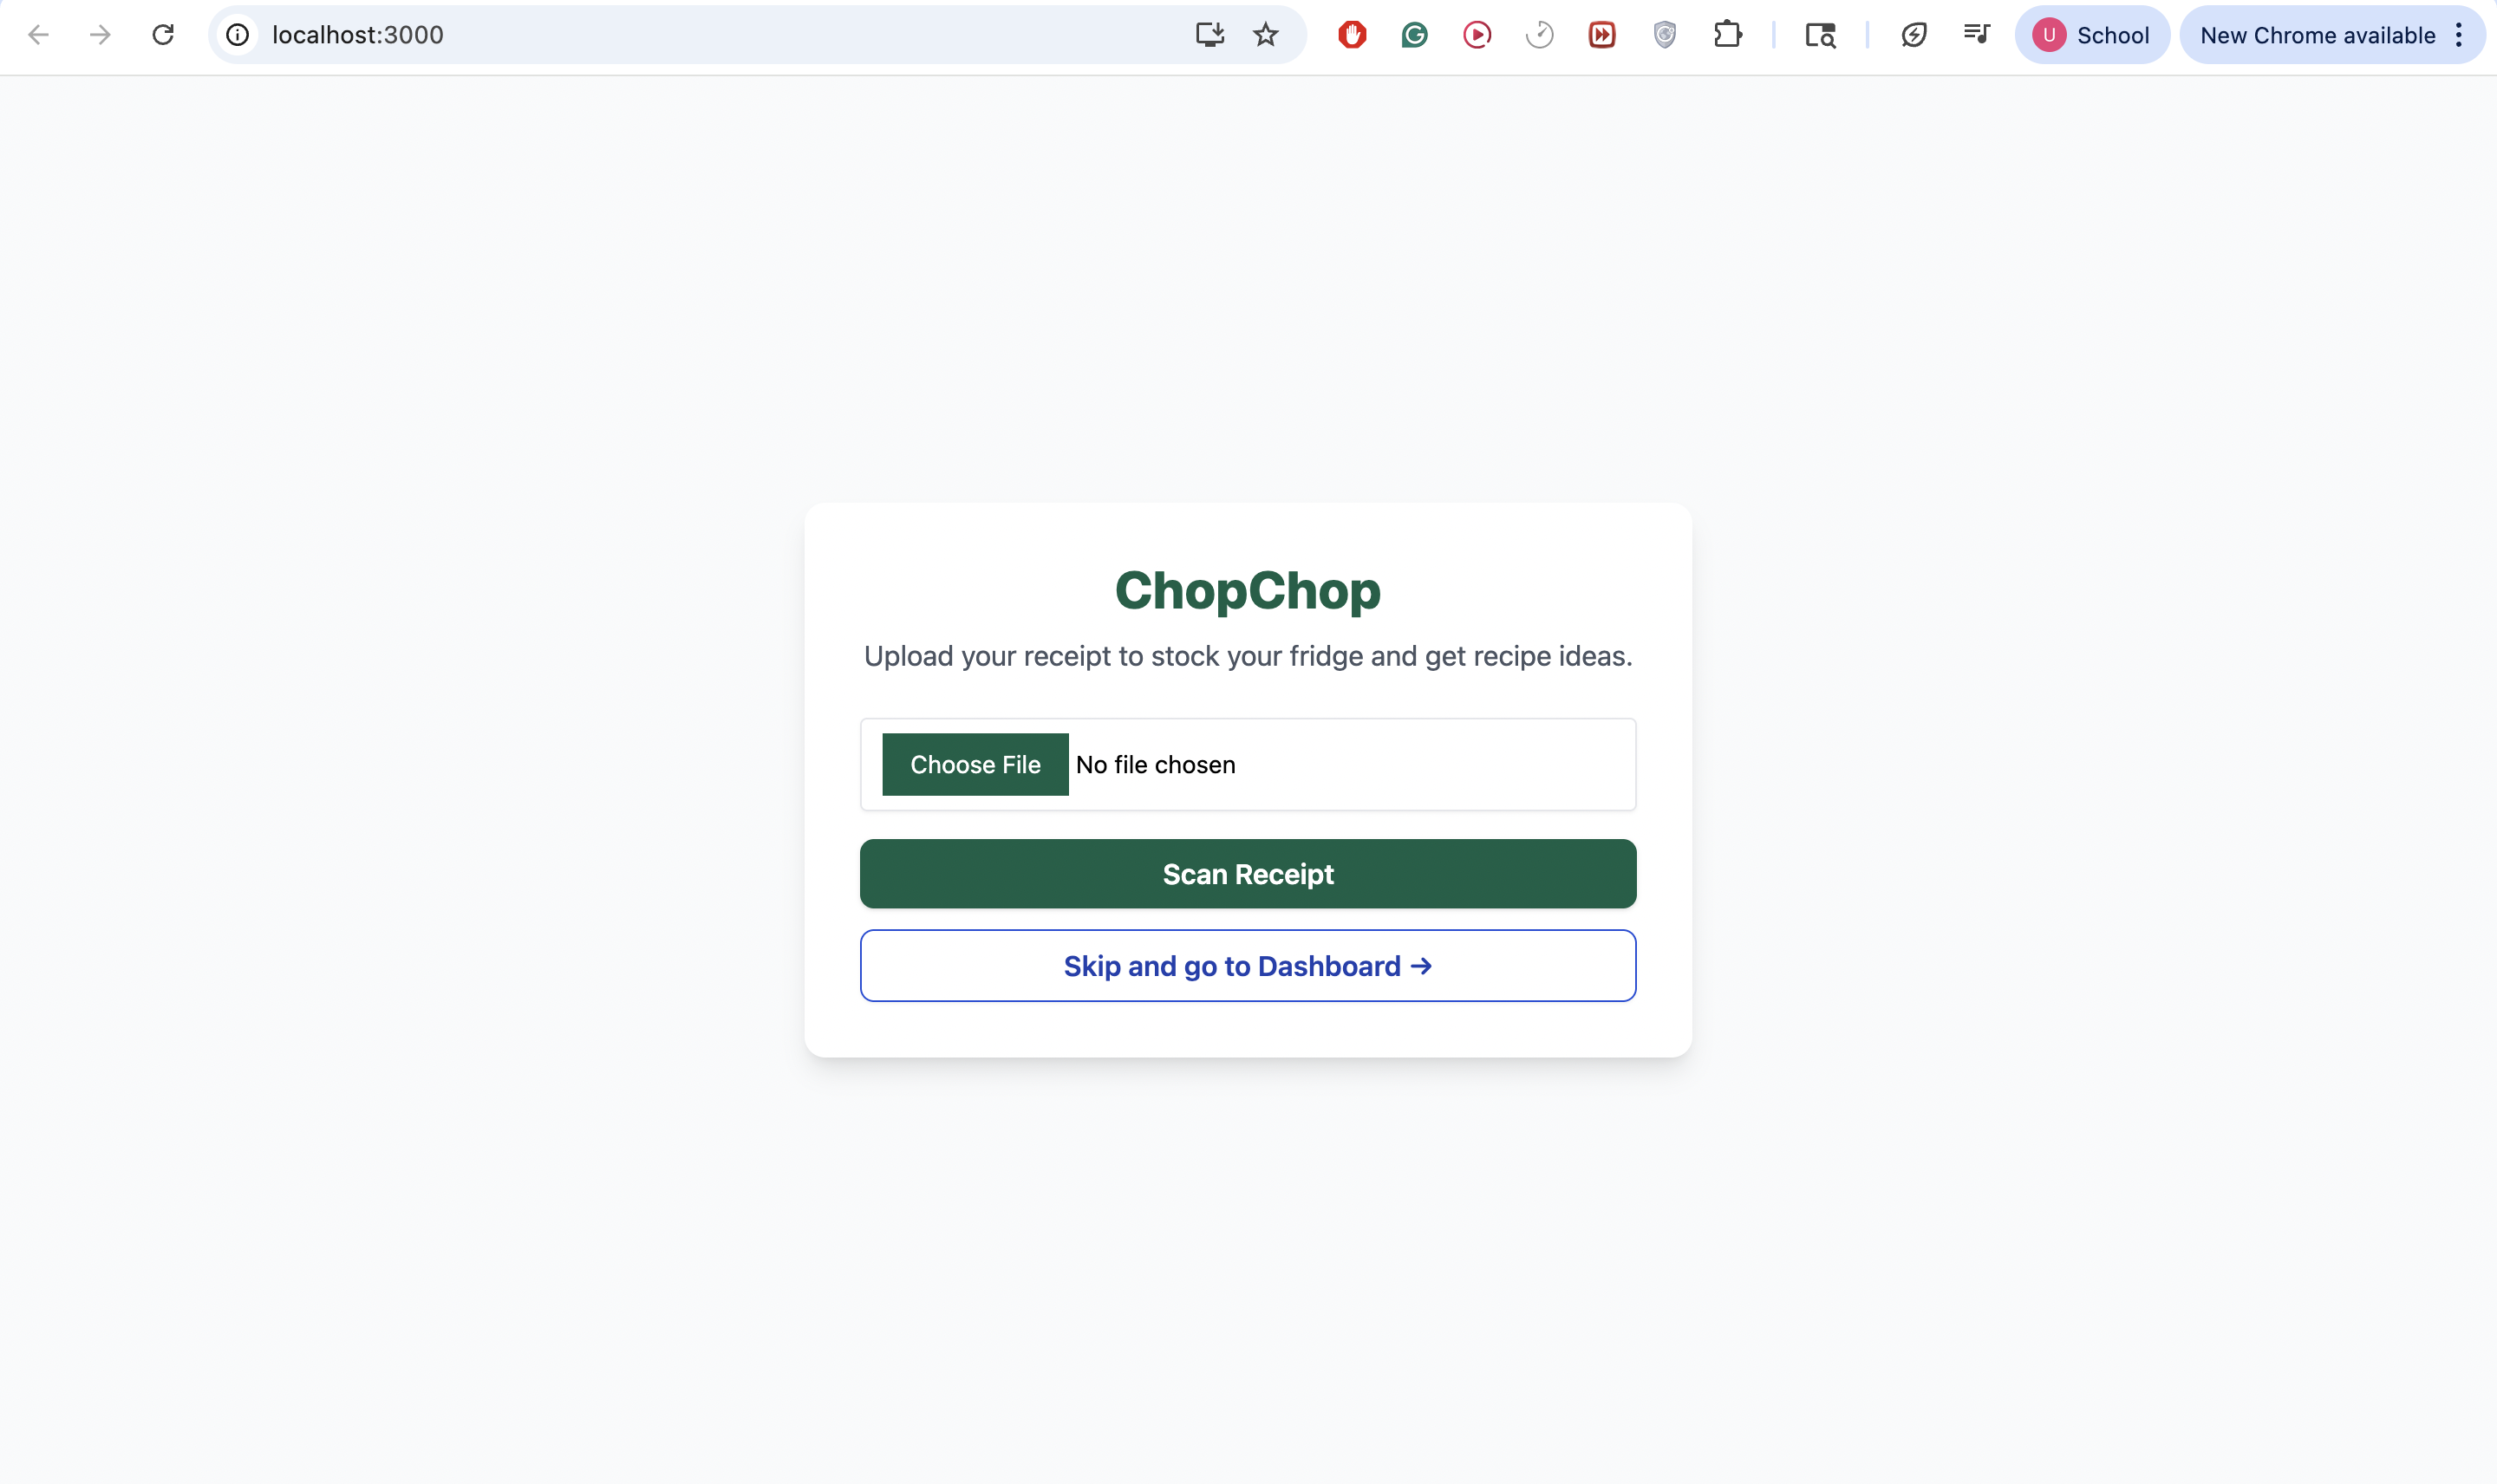 localhost:3000
U School
New Chrome available
ChopChop
Upload your receipt to stock your fridge and get recipe ideas.
Choose File No file chosen
Scan Receipt
Skip and go to Dashboard →